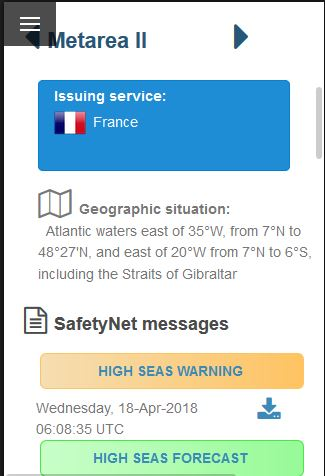 Metarea II
Issuing service:
France
Geographic situation:
Atlantic waters east of 35°W, from 7°N to
48°27'N, and east of 20°W from 7°N to 6°S,
including the Straits of Gibraltar
SafetyNet messages
HIGH SEAS WARNING
Wednesday, 18-Apr-2018
06:08:35 UTC
HIGH SEAS FORECAST